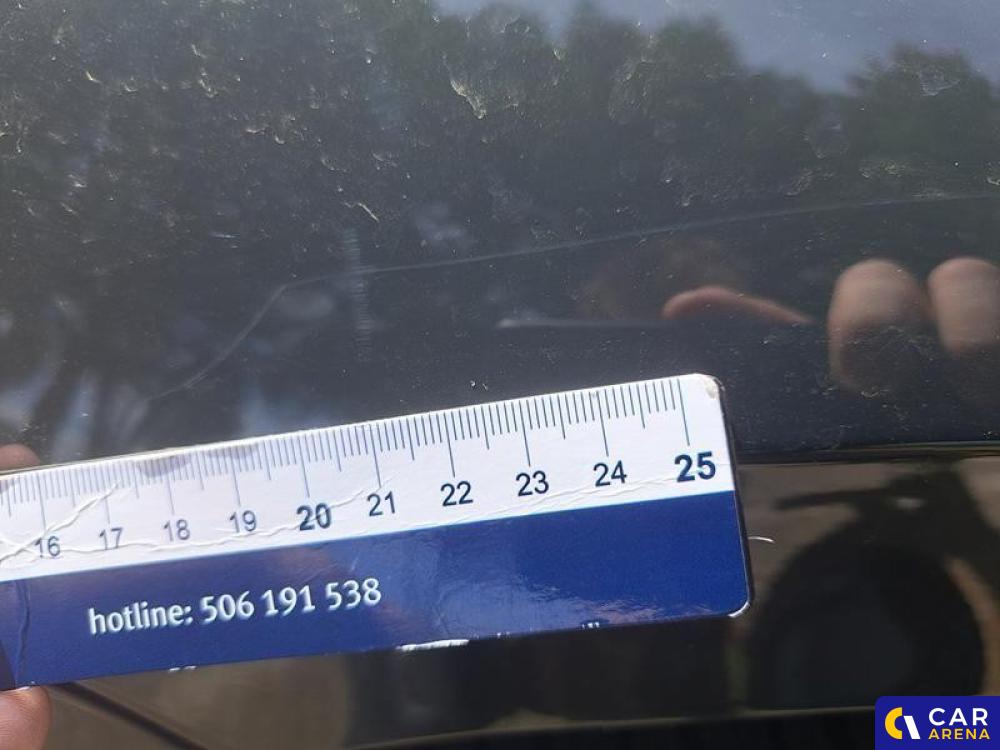 16 17 18 19 20 21 22 23 24 25
hotline: 506 191 538
CAR
ARENA